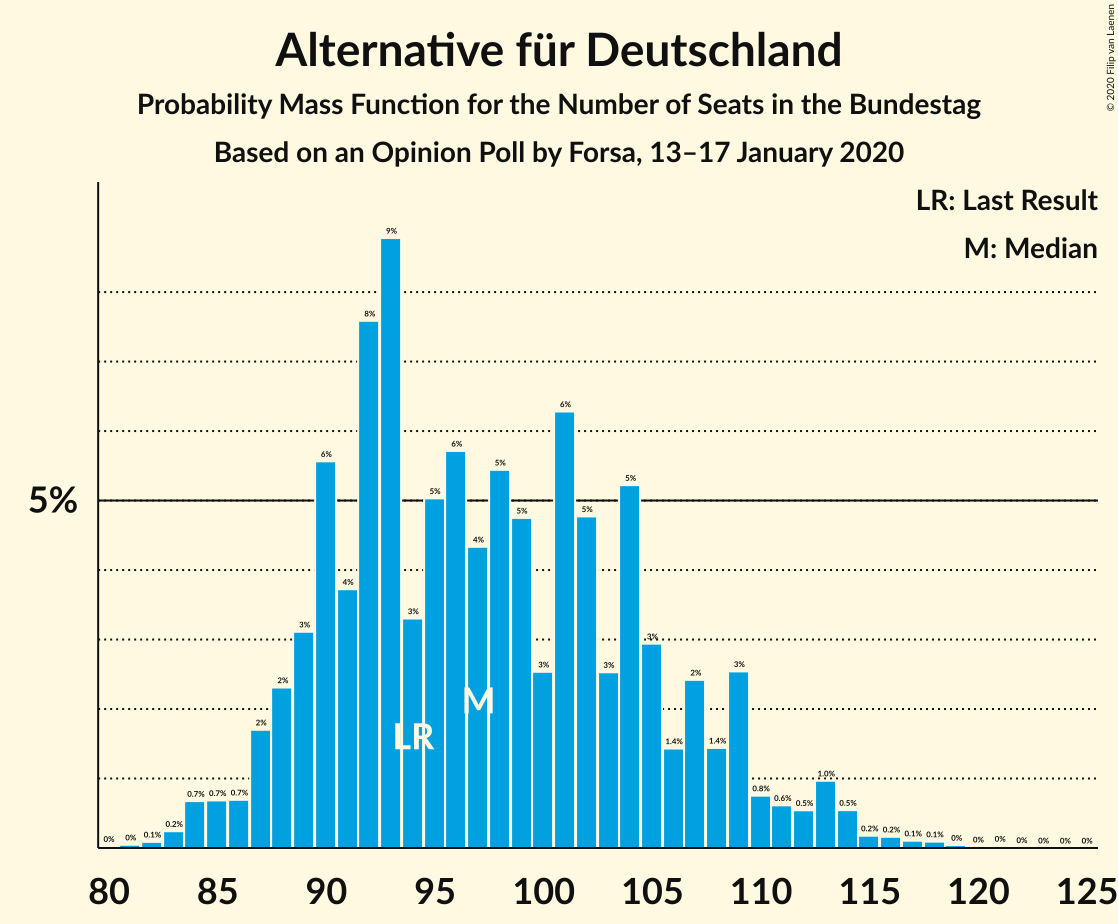 Alternative für Deutschland
Probability Mass Function for the Number of Seats in the Bundestag
Based on an Opinion Poll by Forsa, 13–17 January 2020
© 2020 Filip van Laenen
LR: Last Result
M: Median
5%
0% 0% 0.1% 0.2% 0.7% 0.7% 0.7% 2% 2% 3% 6% 4% 8% 9% 3% 5% 6% 4% 5% 5% 3% 6% 5% 3% 5% 3% 1.4% 2% 1.4% 3% 0.8% 0.6% 0.5% 1.0% 0.5% 0.2% 0.2% 0.1% 0.1% 0% 0% 0% 0% 0% 0% 0%
M
LR
80 85 90 95 100 105 110 115 120 125